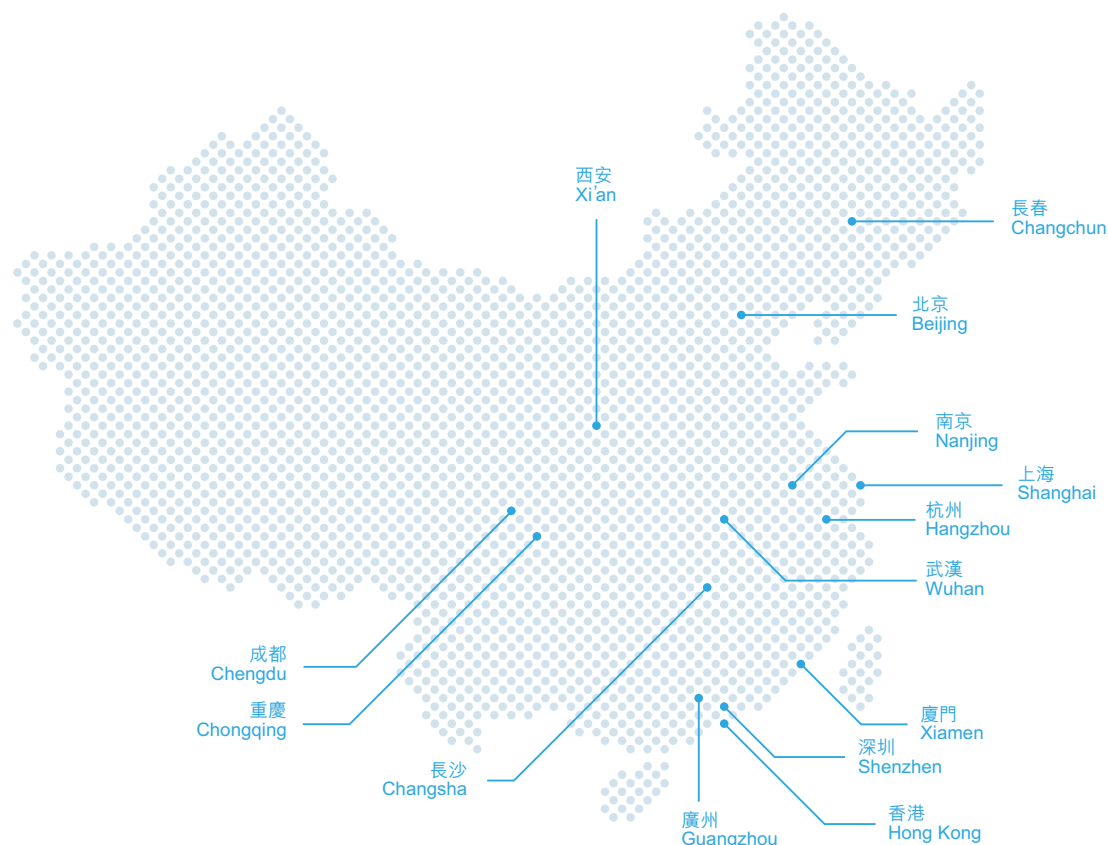 西安
Xi'an
長春
Changchun
北京
Beijing
南京
Nanjing
上海
Shanghai
杭州
Hangzhou
武漢
Wuhan
成都
Chengdu
重慶
Chongqing
廈門
Xiamen
深圳
Shenzhen
長沙
Changsha
香港
Hong Kong
廣州
Guangzhou